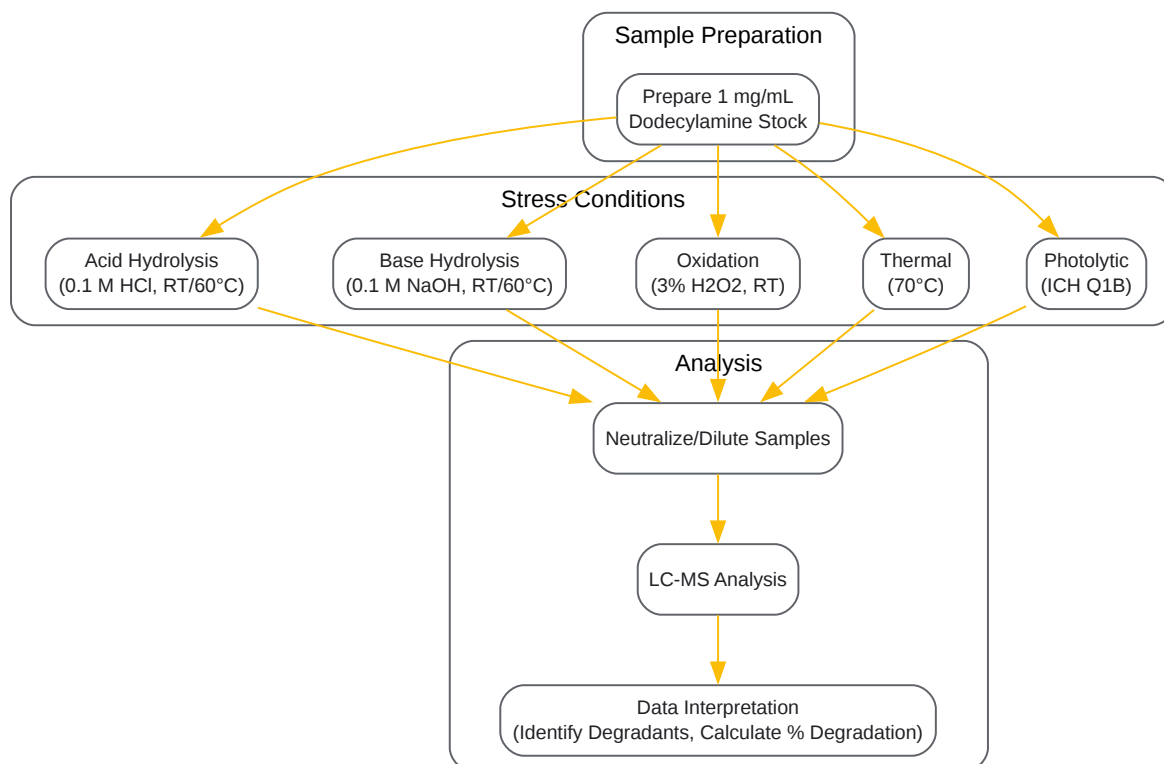 Sample Preparation
Prepare 1 mg/mL
Dodecylamine Stock
Stress Conditions
Acid Hydrolysis
(0.1 M HCl, RT/60°C)
Base Hydrolysis
(0.1 M NaOH, RT/60°C)
Oxidation
(3% H2O2, RT)
Thermal
(70°C)
Photolytic
(ICH Q1B)
Analysis
Neutralize/Dilute Samples
LC-MS Analysis
Data Interpretation
(Identify Degradants, Calculate % Degradation)